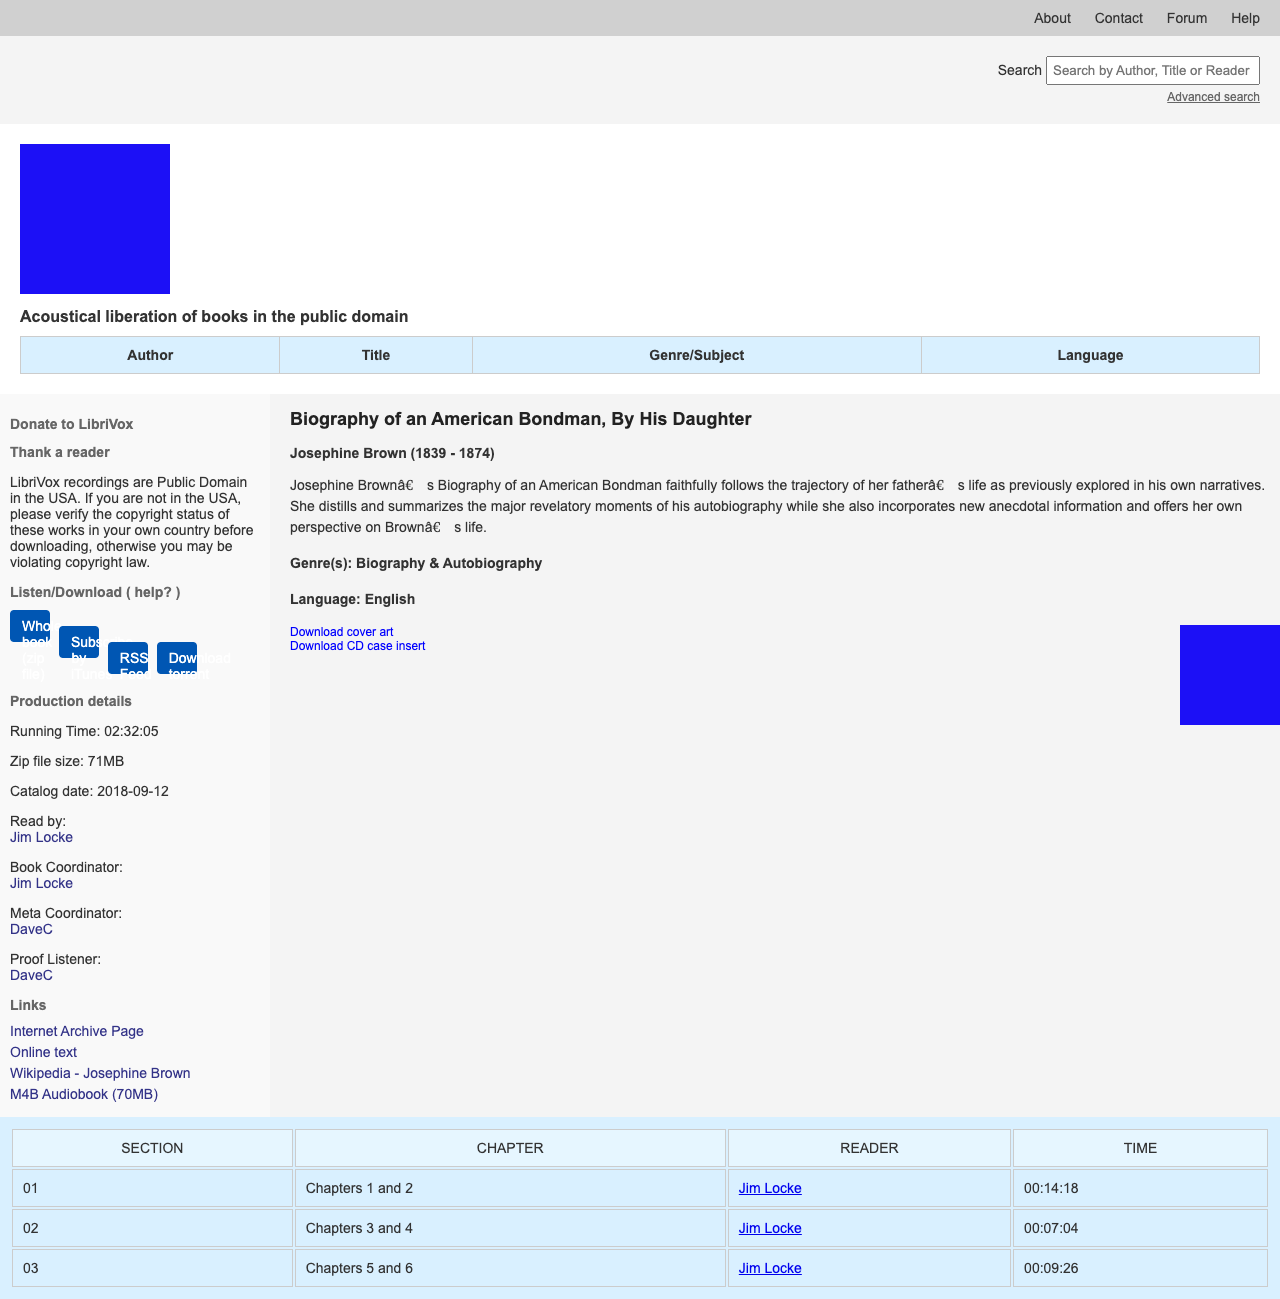 About Contact Forum Help
Search Search by Author, Title or Reader
Advanced search
Acoustical liberation of books in the public domain
Author Title Genre/Subject Language
Donate to LibriVox
Thank a reader
LibriVox recordings are Public Domain
in the USA. If you are not in the USA,
please verify the copyright status of
these works in your own country before
downloading, otherwise you may be
violating copyright law.
Listen/Download ( help? )
RSS
Download
Production details
Running Time: 02:32:05
Zip file size: 71MB
Catalog date: 2018-09-12
Read by:
Jim Locke
Book Coordinator:
Jim Locke
Meta Coordinator:
DaveC
Proof Listener:
DaveC
Links
Internet Archive Page
Online text
Wikipedia - Josephine Brown
M4B Audiobook (70MB)
Biography of an American Bondman, By His Daughter
Josephine Brown (1839 - 1874)
Josephine Brownâ€ s Biography of an American Bondman faithfully follows the trajectory of her fatherâ€ s life as previously explored in his own narratives.
She distills and summarizes the major revelatory moments of his autobiography while she also incorporates new anecdotal information and offers her own
perspective on Brownâ€ s life.
Genre(s): Biography & Autobiography
Language: English
Download cover art
Download CD case insert
SECTION CHAPTER READER TIME
01 Chapters 1 and 2 Jim Locke 00:14:18
02 Chapters 3 and 4 Jim Locke 00:07:04
03 Chapters 5 and 6 Jim Locke 00:09:26